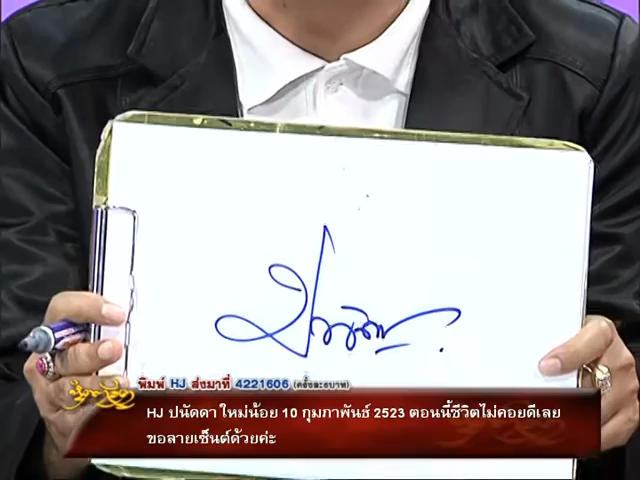 พิมพ์ HJ ส่งมาที่ 4221606 (ครั้งละ6บาท)
HJ ปนัดดา ใหม่น้อย 10 กุมภาพันธ์ 2523 ตอนนี้ชีวิตไม่คอยดีเลย
ขอลายเซ็นต์ด้วยค่ะ